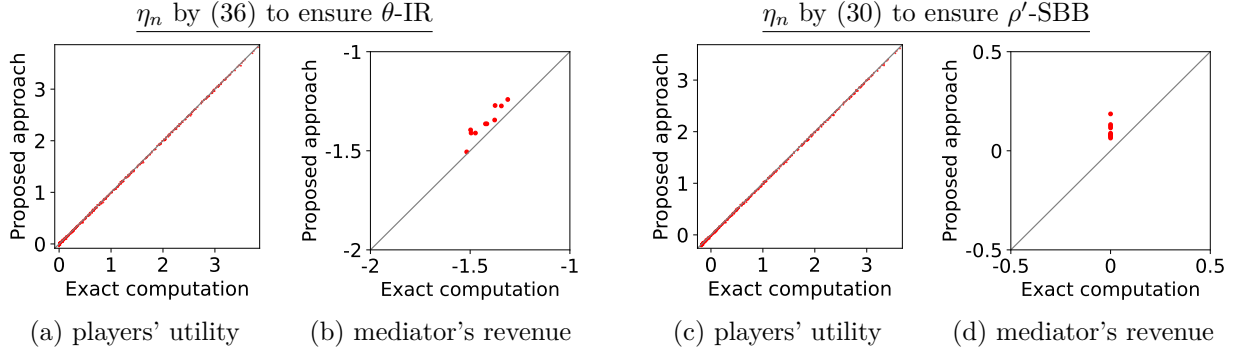 η_n by (36) to ensure θ-IR
η_n by (30) to ensure ρ′-SBB
Proposed approach
3
2
1
0
0 1 2 3
Exact computation
(a) players' utility
Proposed approach
-1
-1.5
-2
-2 -1.5 -1
Exact computation
(b) mediator's revenue
Proposed approach
3
2
1
0
0 1 2 3
Exact computation
(c) players' utility
Proposed approach
0.5
0
-0.5
-0.5 0 0.5
Exact computation
(d) mediator's revenue